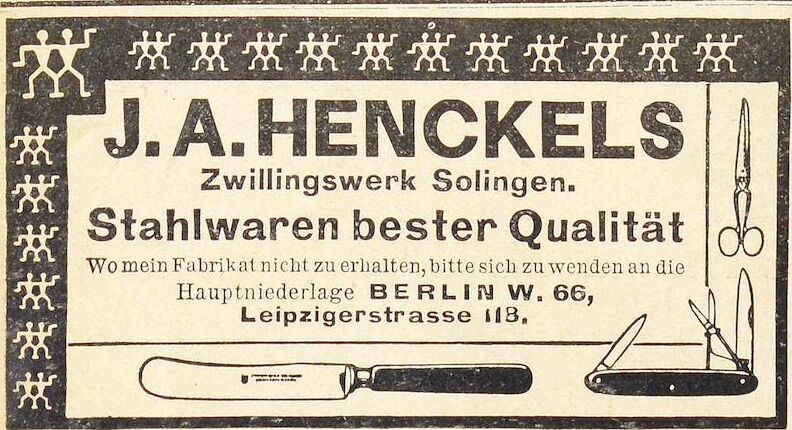 J.A.HENCKELS
Zwillingswerk Solingen.
Stahlwaren bester Qualität
Wo mein Fabrikat nicht zu erhalten, bitte sich zu wenden an die
Hauptniederlage BERLIN W. 66,
Leipzigerstrasse 118.